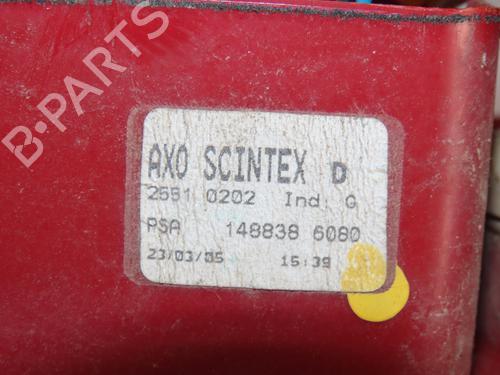 B-PARTS
AXO SCINTEX D
2551 0202 Ind: G
PSA 148838 6080
23/03/05 15:39